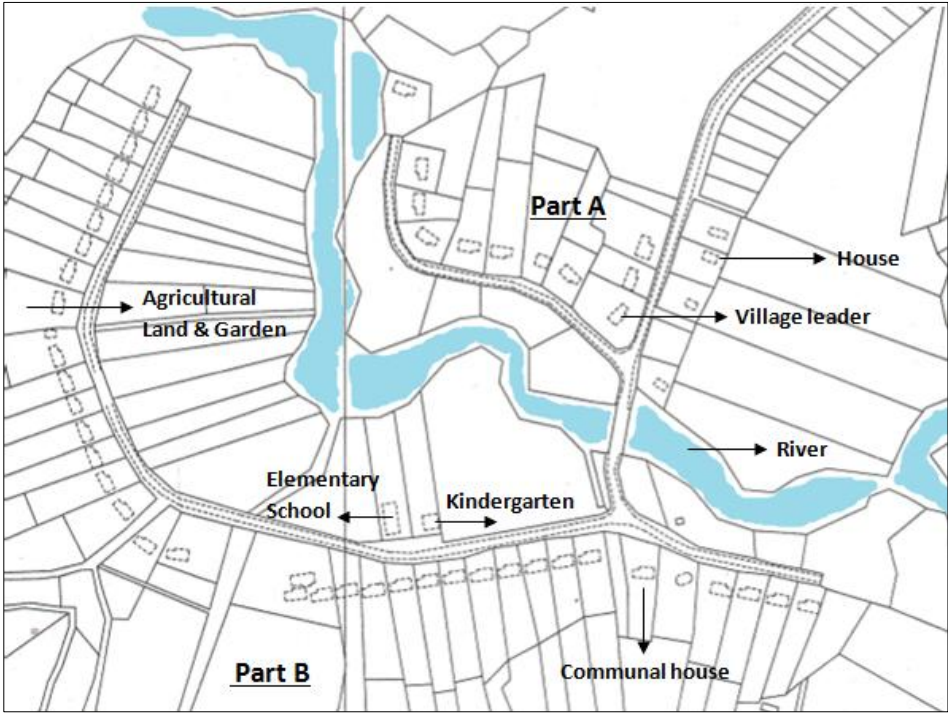 Part A
House
Agricultural
Land & Garden
Village leader
River
Elementary
School
Kindergarten
Part B
Communal house